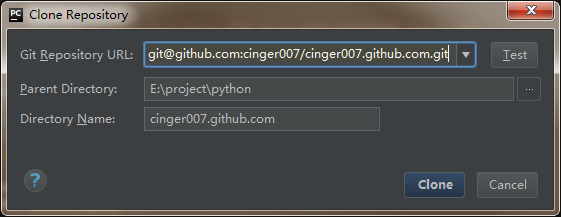 PC Clone Repository
Git Repository URL: git@github.com:cinger007/cinger007.github.com.git Test
Parent Directory: E:\project\python ...
Directory Name: cinger007.github.com
? Clone Cancel